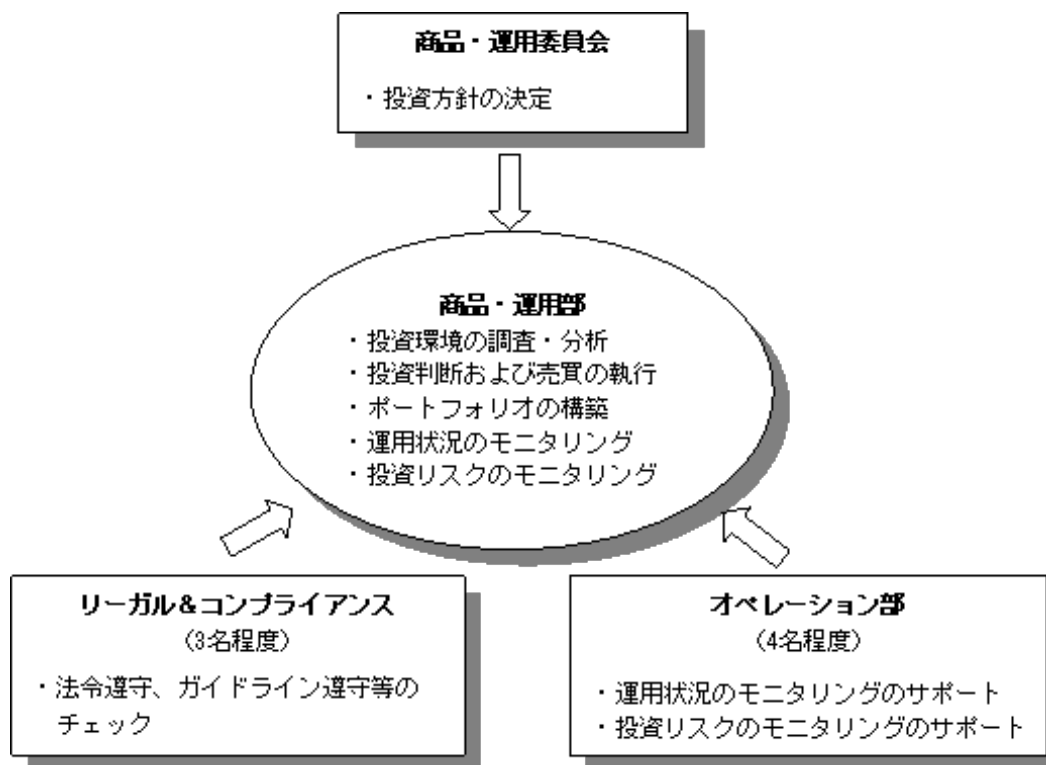 商品・運用委員会
・投資方針の決定
商品・運用部
・投資環境の調査・分析
・投資判断および売買の執行
・ポートフォリオの構築
・運用状況のモニタリング
・投資リスクのモニタリング
リーガル＆コンプライアンス
（3名程度）
・法令遵守、ガイドライン遵守等の
チェック
オペレーション部
（4名程度）
・運用状況のモニタリングのサポート
・投資リスクのモニタリングのサポート